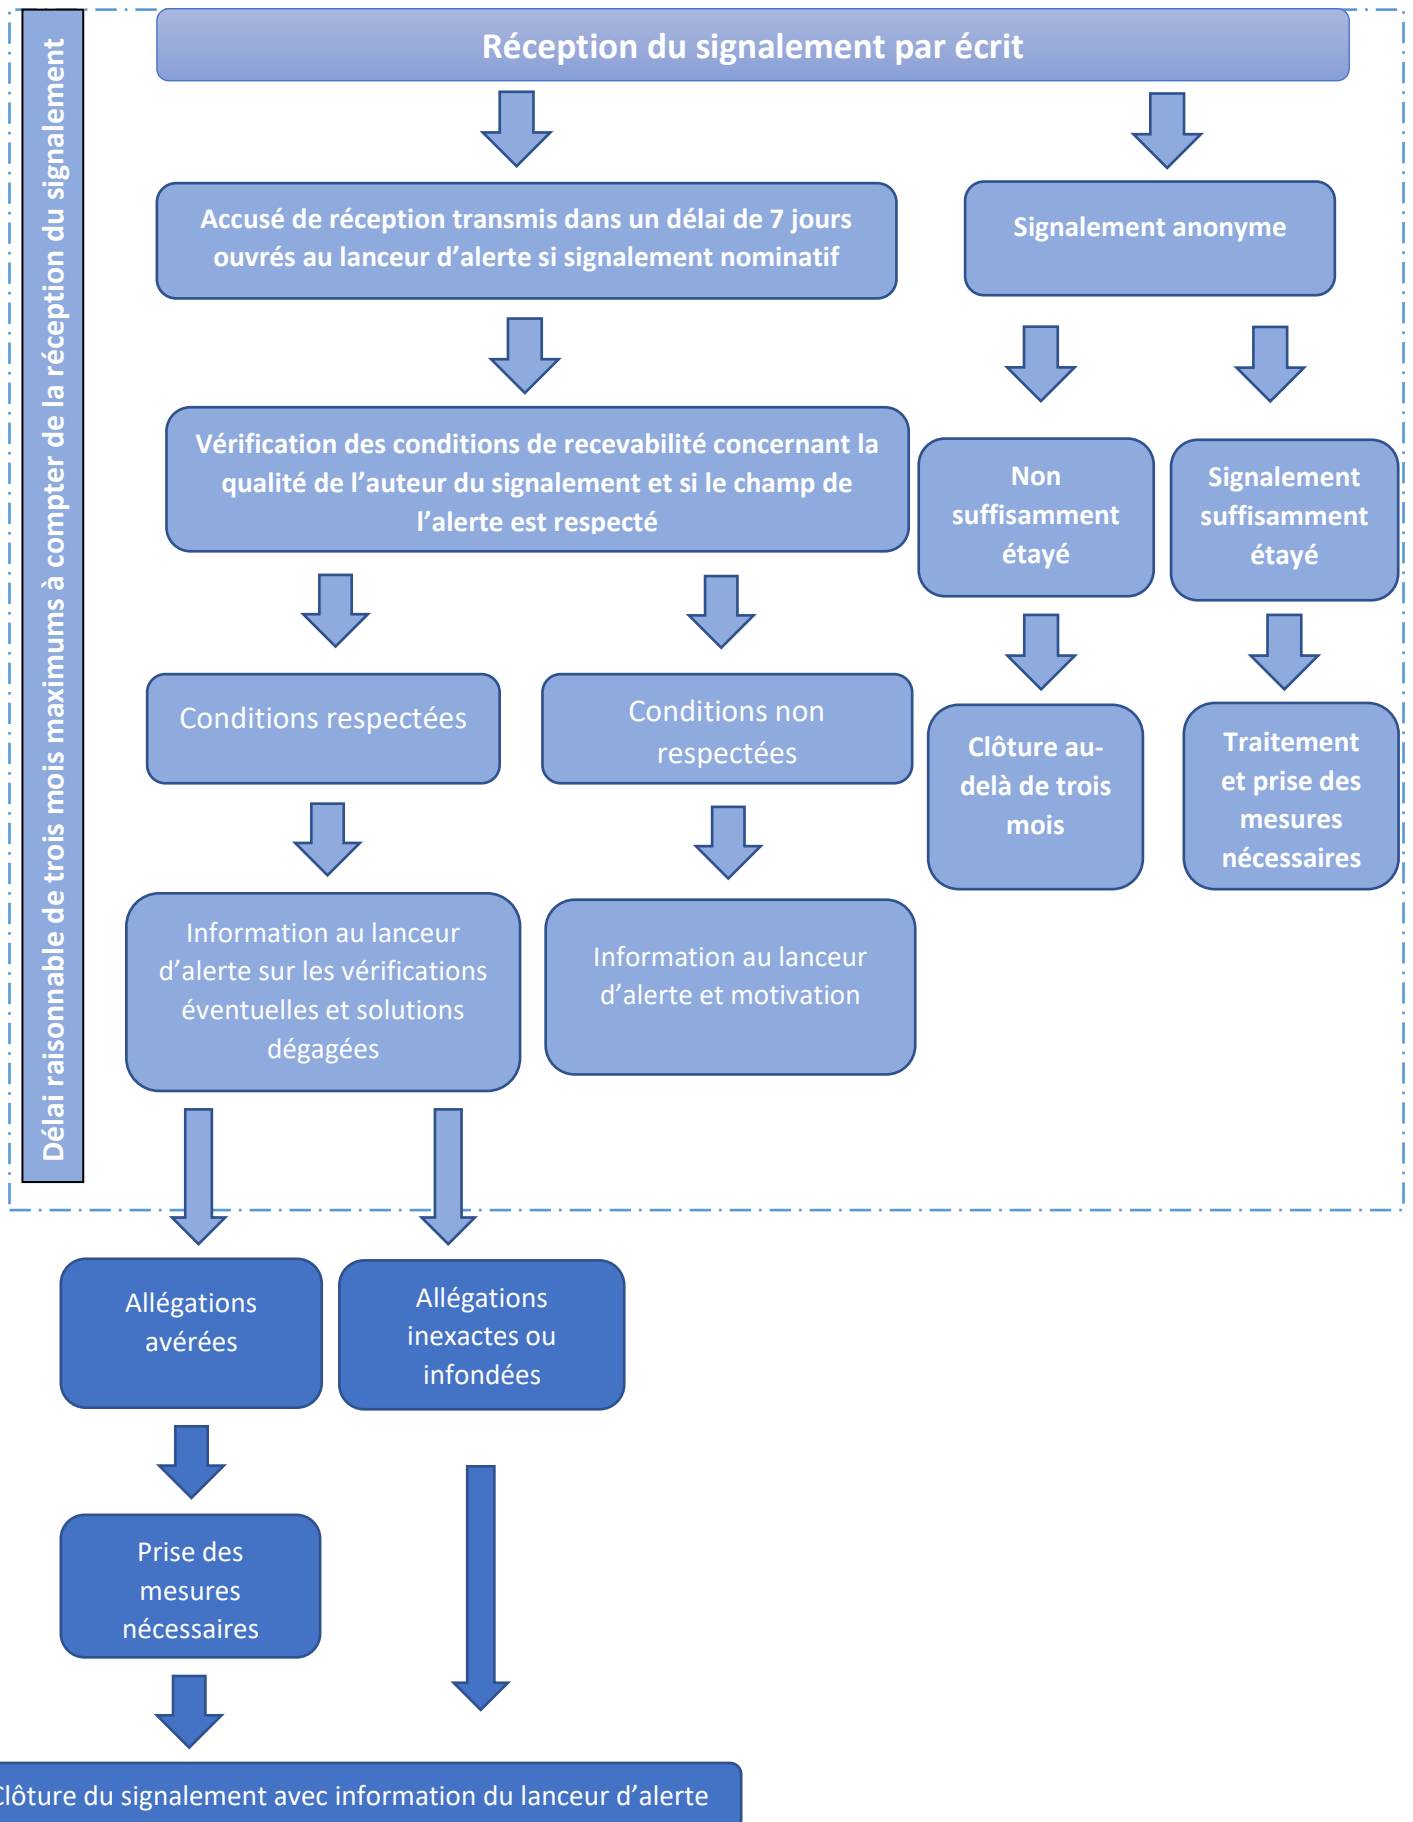 Réception du signalement par écrit
Délai raisonnable de trois mois maximums à compter de la réception du signalement
Accusé de réception transmis dans un délai de 7 jours
ouvrés au lanceur d’alerte si signalement nominatif
Signalement anonyme
Vérification des conditions de recevabilité concernant la
qualité de l’auteur du signalement et si le champ de
l’alerte est respecté
Non
suffisamment
étayé
Signalement
suffisamment
étayé
Conditions respectées
Conditions non
respectées
Clôture au-
delà de trois
mois
Traitement
et prise des
mesures
nécessaires
Information au lanceur
d’alerte sur les vérifications
éventuelles et solutions
dégagées
Information au lanceur
d’alerte et motivation
Allégations
avérées
Allégations
inexactes ou
infondées
Prise des
mesures
nécessaires
Clôture du signalement avec information du lanceur d’alerte